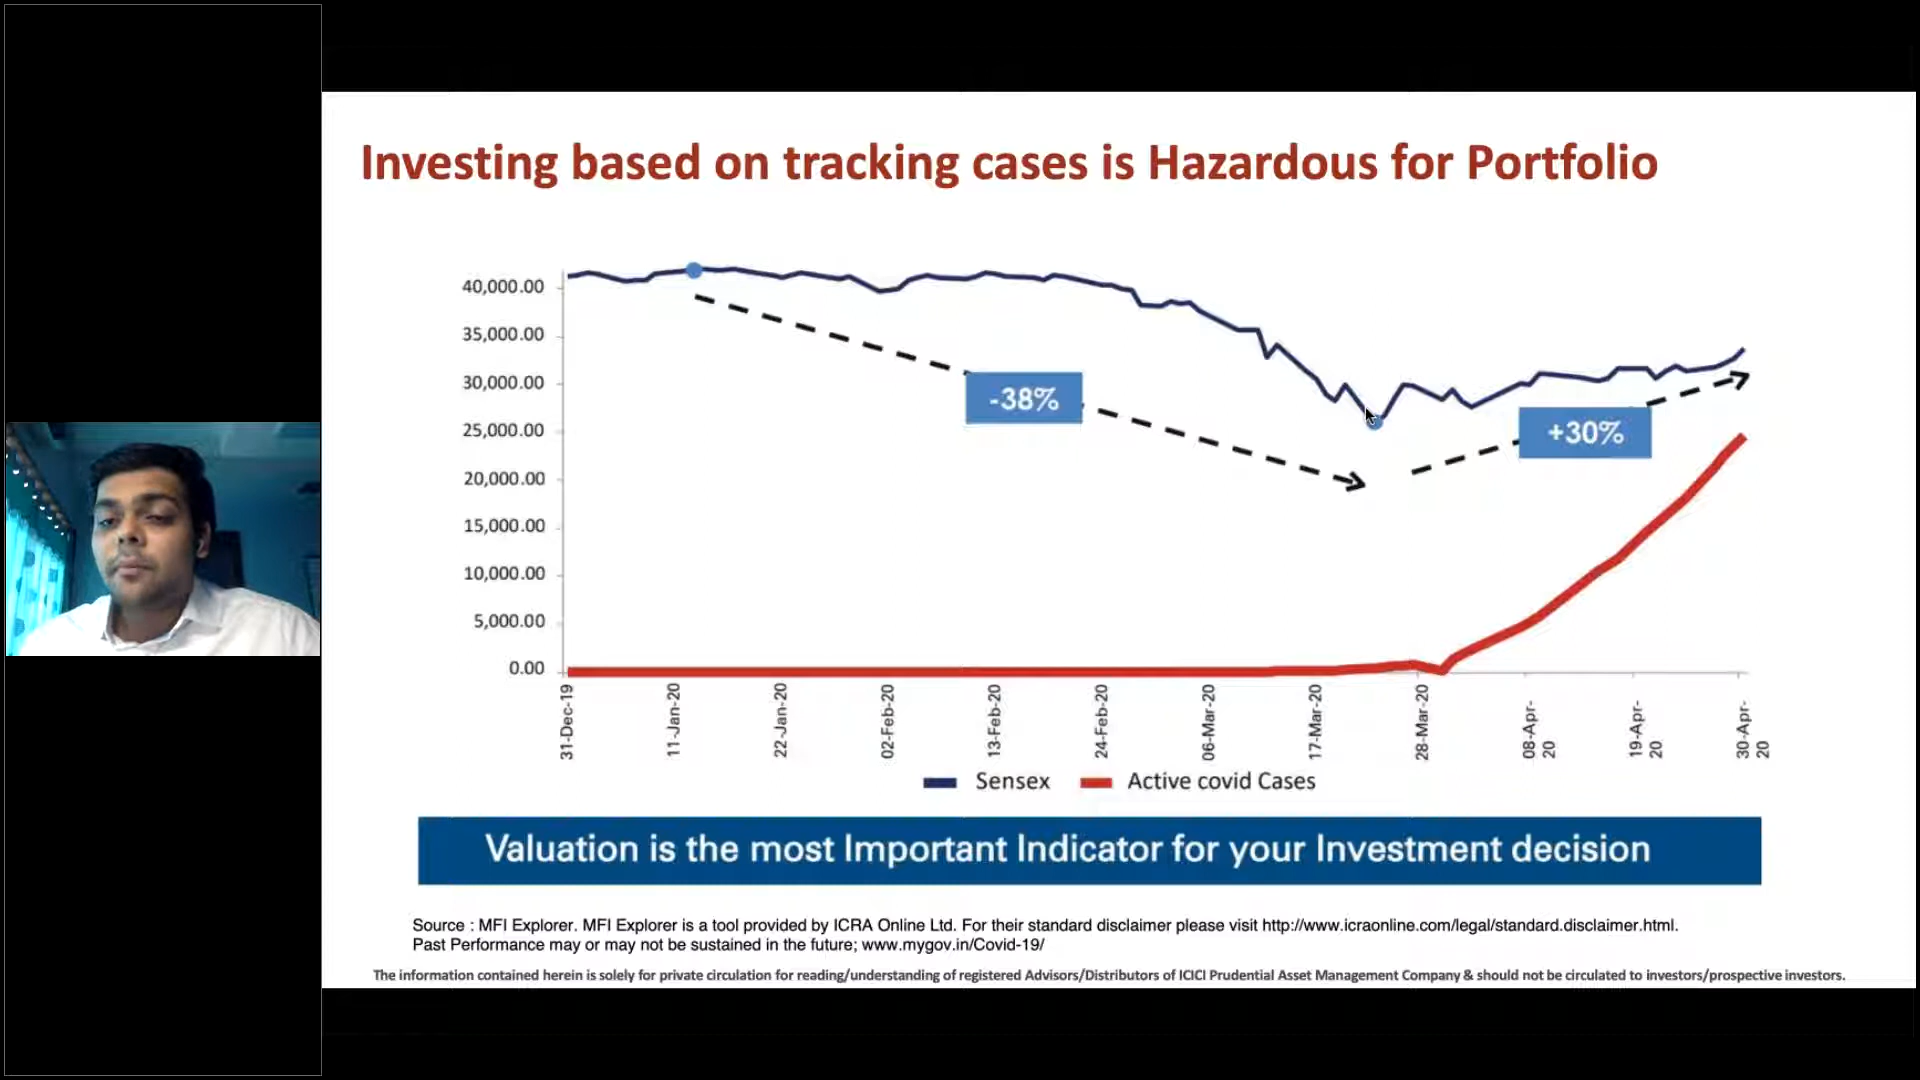 Investing based on tracking cases is Hazardous for Portfolio
40,000.00
35,000.00
30,000.00
25,000.00
20,000.00
15,000.00
10,000.00
5,000.00
0.00
-38%
+30%
31-Dec-19
11-Jan-20
22-Jan-20
02-Feb-20
13-Feb-20
24-Feb-20
06-Mar-20
17-Mar-20
28-Mar-20
08-Apr-
20
19-Apr-
20
30-Apr-
20
Sensex
Active covid Cases
Valuation is the most Important Indicator for your Investment decision
Source : MFI Explorer. MFI Explorer is a tool provided by ICRA Online Ltd. For their standard disclaimer please visit http://www.icraonline.com/legal/standard.disclaimer.html.
Past Performance may or may not be sustained in the future; www.mygov.in/Covid-19/
The information contained herein is solely for private circulation for reading/understanding of registered Advisors/Distributors of ICICI Prudential Asset Management Company & should not be circulated to investors/prospective investors.